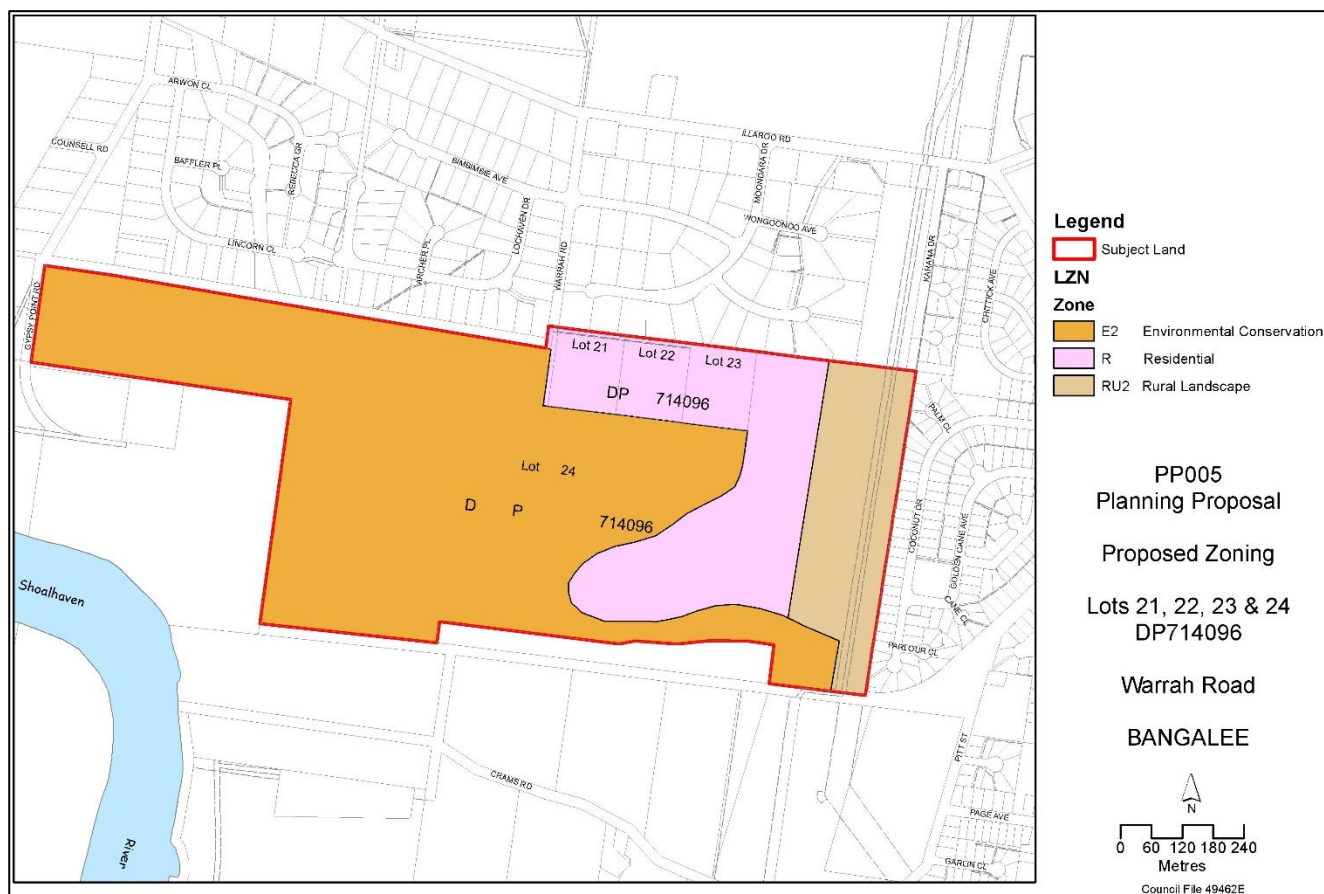 ARWON CL
COUNSELL RD
BAFFLER PL
REBECCA GR
BIMSIMBIE AVE
ILLAROO RD
MOONDARA DR
WONGOONOO AVE
KARANA DR
CRITTICK AVE
LINCORN CL
ARCHER PL
LOCHAVEN DR
WARRAH RD
GYPSY POINT RD
Lot 21
Lot 22
Lot 23
DP 714096
Lot 24
D P 714096
PALM CL
COCONUT DR
GOLDEN CANE AVE
CANE CL
PARLOUR CL
PITT ST
PAGE AVE
GARLIN CL
CRAMS RD
Shoalhaven
River
Legend
Subject Land
LZN
Zone
E2 Environmental Conservation
R Residential
RU2 Rural Landscape
PP005
Planning Proposal
Proposed Zoning
Lots 21, 22, 23 & 24
DP714096
Warrah Road
BANGALEE
N
0 60 120 180 240
Metres
Council File 49462E